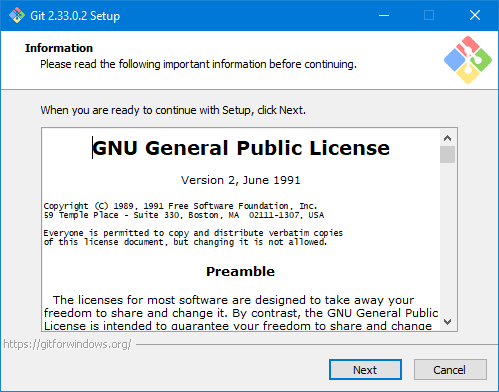 Git 2.33.0.2 Setup
Information
Please read the following important information before continuing.
When you are ready to continue with Setup, click Next.
GNU General Public License
Version 2, June 1991
Copyright (C) 1989, 1991 Free Software Foundation, Inc.
59 Temple Place - Suite 330, Boston, MA  02111-1307, USA
Everyone is permitted to copy and distribute verbatim copies
of this license document, but changing it is not allowed.
Preamble
The licenses for most software are designed to take away your
freedom to share and change it. By contrast, the GNU General Public
License is intended to guarantee your freedom to share and change
https://gitforwindows.org/
Next
Cancel